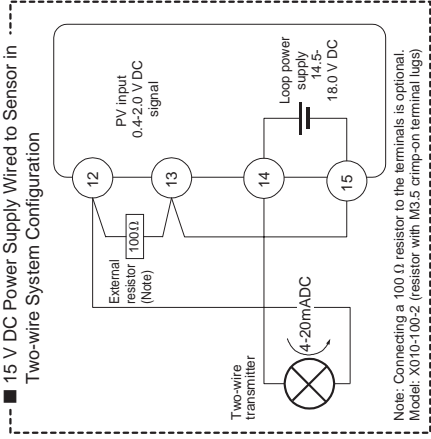 ■ 15 V DC Power Supply Wired to Sensor in
Two-wire System Configuration
PV input
0.4-2.0 V DC
signal
Loop power
supply
14.5-
18.0 V DC
12
13
14
15
External
resistor
(Note)
100Ω
4-20mADC
Two-wire
transmitter
Note: Connecting a 100 Ω resistor to the terminals is optional.
Model: X010-100-2 (resistor with M3.5 crimp-on terminal lugs)